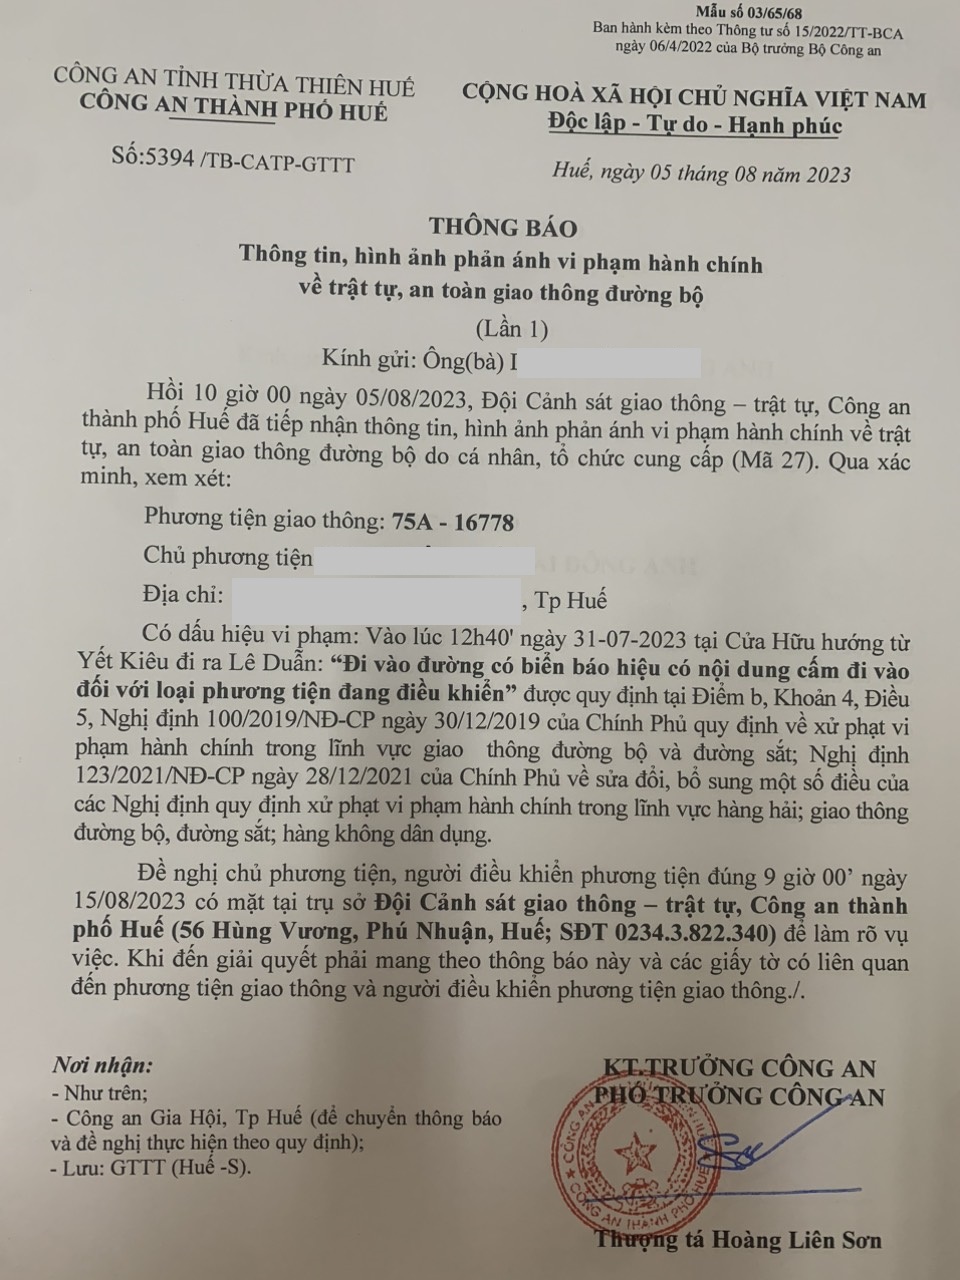 Mẫu số 03/65/68
Ban hành kèm theo Thông tư số 15/2022/TT-BCA
ngày 06/4/2022 của Bộ trưởng Bộ Công an
CÔNG AN TỈNH THỪA THIÊN HUẾ
CÔNG AN THÀNH PHỐ HUẾ
CỘNG HOÀ XÃ HỘI CHỦ NGHĨA VIỆT NAM
Độc lập - Tự do - Hạnh phúc
Số:5394 /TB-CATP-GTTT
Huế, ngày 05 tháng 08 năm 2023
THÔNG BÁO
Thông tin, hình ảnh phản ánh vi phạm hành chính
về trật tự, an toàn giao thông đường bộ
(Lần 1)
Kính gửi: Ông(bà)
Hồi 10 giờ 00 ngày 05/08/2023, Đội Cảnh sát giao thông – trật tự, Công an
thành phố Huế đã tiếp nhận thông tin, hình ảnh phản ánh vi phạm hành chính về trật
tự, an toàn giao thông đường bộ do cá nhân, tổ chức cung cấp (Mã 27). Qua xác
minh, xem xét:
Phương tiện giao thông: 75A - 16778
Chủ phương tiện
Địa chỉ: , Tp Huế
Có dấu hiệu vi phạm: Vào lúc 12h40' ngày 31-07-2023 tại Cửa Hữu hướng từ
Yết Kiêu đi ra Lê Duẫn: “Đi vào đường có biển báo hiệu có nội dung cấm đi vào
đối với loại phương tiện đang điều khiển” được quy định tại Điểm b, Khoản 4, Điều
5, Nghị định 100/2019/NĐ-CP ngày 30/12/2019 của Chính Phủ quy định về xử phạt vi
phạm hành chính trong lĩnh vực giao thông đường bộ và đường sắt; Nghị định
123/2021/NĐ-CP ngày 28/12/2021 của Chính Phủ về sửa đổi, bổ sung một số điều của
các Nghị định quy định xử phạt vi phạm hành chính trong lĩnh vực hàng hải; giao thông
đường bộ, đường sắt; hàng không dân dụng.
Đề nghị chủ phương tiện, người điều khiển phương tiện đúng 9 giờ 00’ ngày
15/08/2023 có mặt tại trụ sở Đội Cảnh sát giao thông – trật tự, Công an thành
phố Huế (56 Hùng Vương, Phú Nhuận, Huế; SĐT 0234.3.822.340) để làm rõ vụ
việc. Khi đến giải quyết phải mang theo thông báo này và các giấy tờ có liên quan
đến phương tiện giao thông và người điều khiển phương tiện giao thông./.
Nơi nhận:
- Như trên;
- Công an Gia Hội, Tp Huế (để chuyển thông báo
và đề nghị thực hiện theo quy định);
- Lưu: GTTT (Huế -S).
KT.TRƯỞNG CÔNG AN
PHÓ TRƯỞNG CÔNG AN
CÔNG AN THÀNH PHỐ HUẾ
Thượng tá Hoàng Liên Sơn